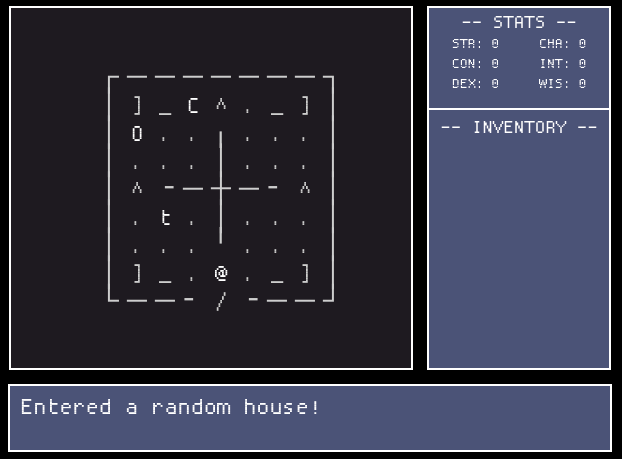 -- STATS --
STR: 0 CHA: 0
CON: 0 INT: 0
DEX: 0 WIS: 0
-- INVENTORY --
] _ C ^ . _ ]
O . . | . . .
. . . | . . .
^ -—+—- ^
. t . | . . .
. . . | . . .
] _ . @ . _ ]
/
Entered a random house!